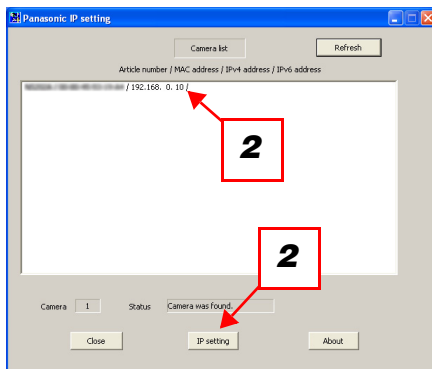 Panasonic IP setting
Camera list
Refresh
Article number / MAC address / IPv4 address / IPv6 address
/ 192.168. 0. 10 /
2
2
Camera 1 Status Camera was found.
Close IP setting About